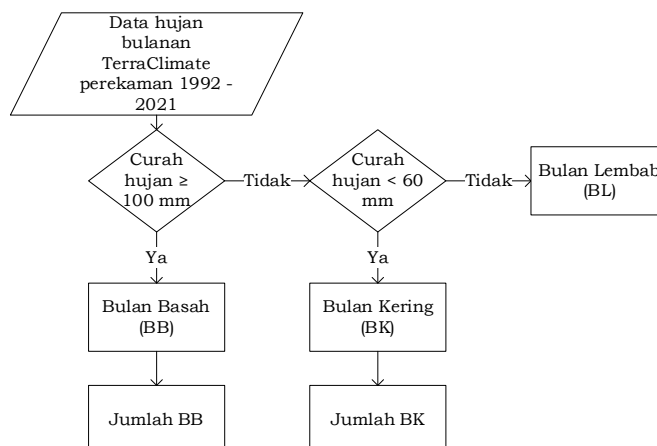 Data hujan
bulanan
TerraClimate
perekaman 1992 -
2021
Curah
hujan ≥
100 mm
Tidak
Curah
hujan < 60
mm
Tidak
Bulan Lembab
(BL)
Ya
Ya
Bulan Basah
(BB)
Bulan Kering
(BK)
Jumlah BB
Jumlah BK